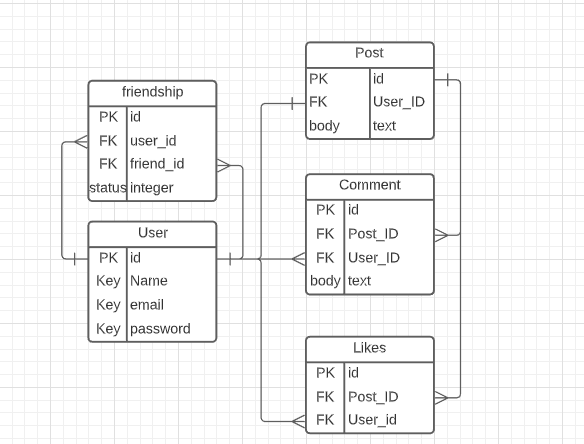 friendship
PK id
FK user_id
FK friend_id
status integer
User
PK id
Key Name
Key email
Key password
Post
PK id
FK User_ID
body text
Comment
PK id
FK Post_ID
FK User_ID
body text
Likes
PK id
FK Post_ID
FK User_id